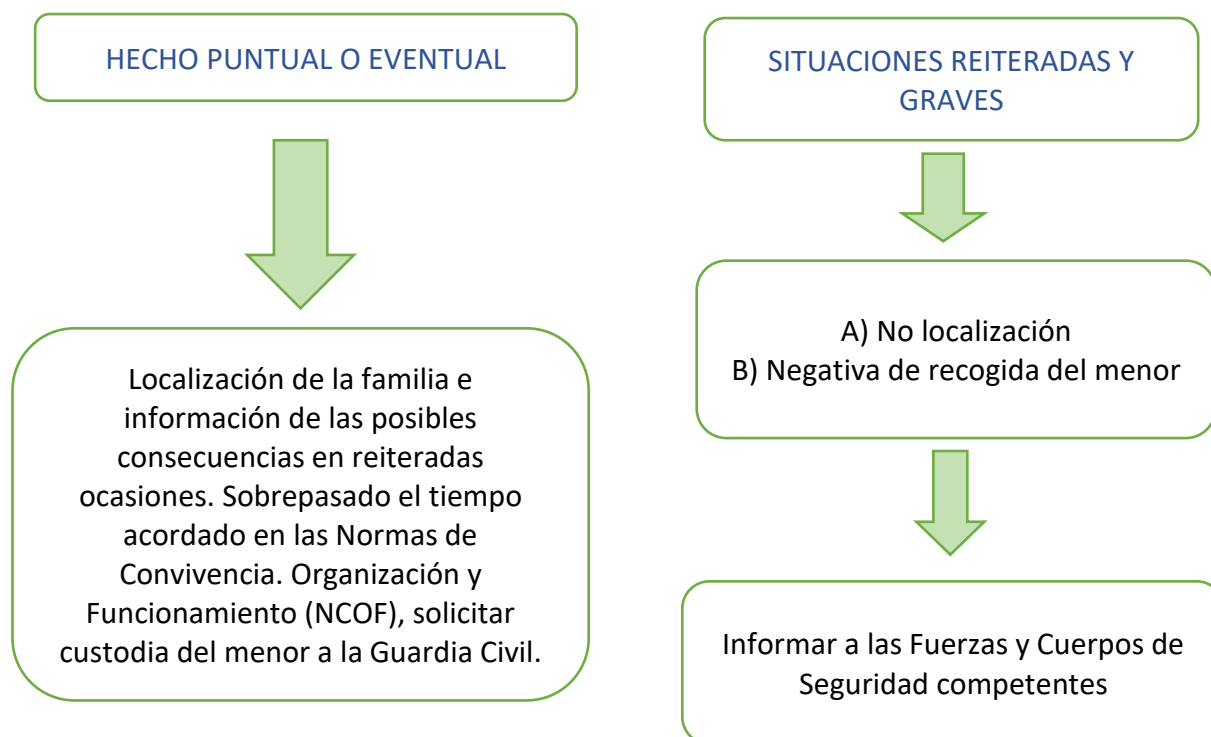 HECHO PUNTUAL O EVENTUAL
Localización de la familia e
información de las posibles
consecuencias en reiteradas
ocasiones. Sobrepasado el tiempo
acordado en las Normas de
Convivencia. Organización y
Funcionamiento (NCOF), solicitar
custodia del menor a la Guardia Civil.
SITUACIONES REITERADAS Y
GRAVES
A) No localización
B) Negativa de recogida del menor
Informar a las Fuerzas y Cuerpos de
Seguridad competentes